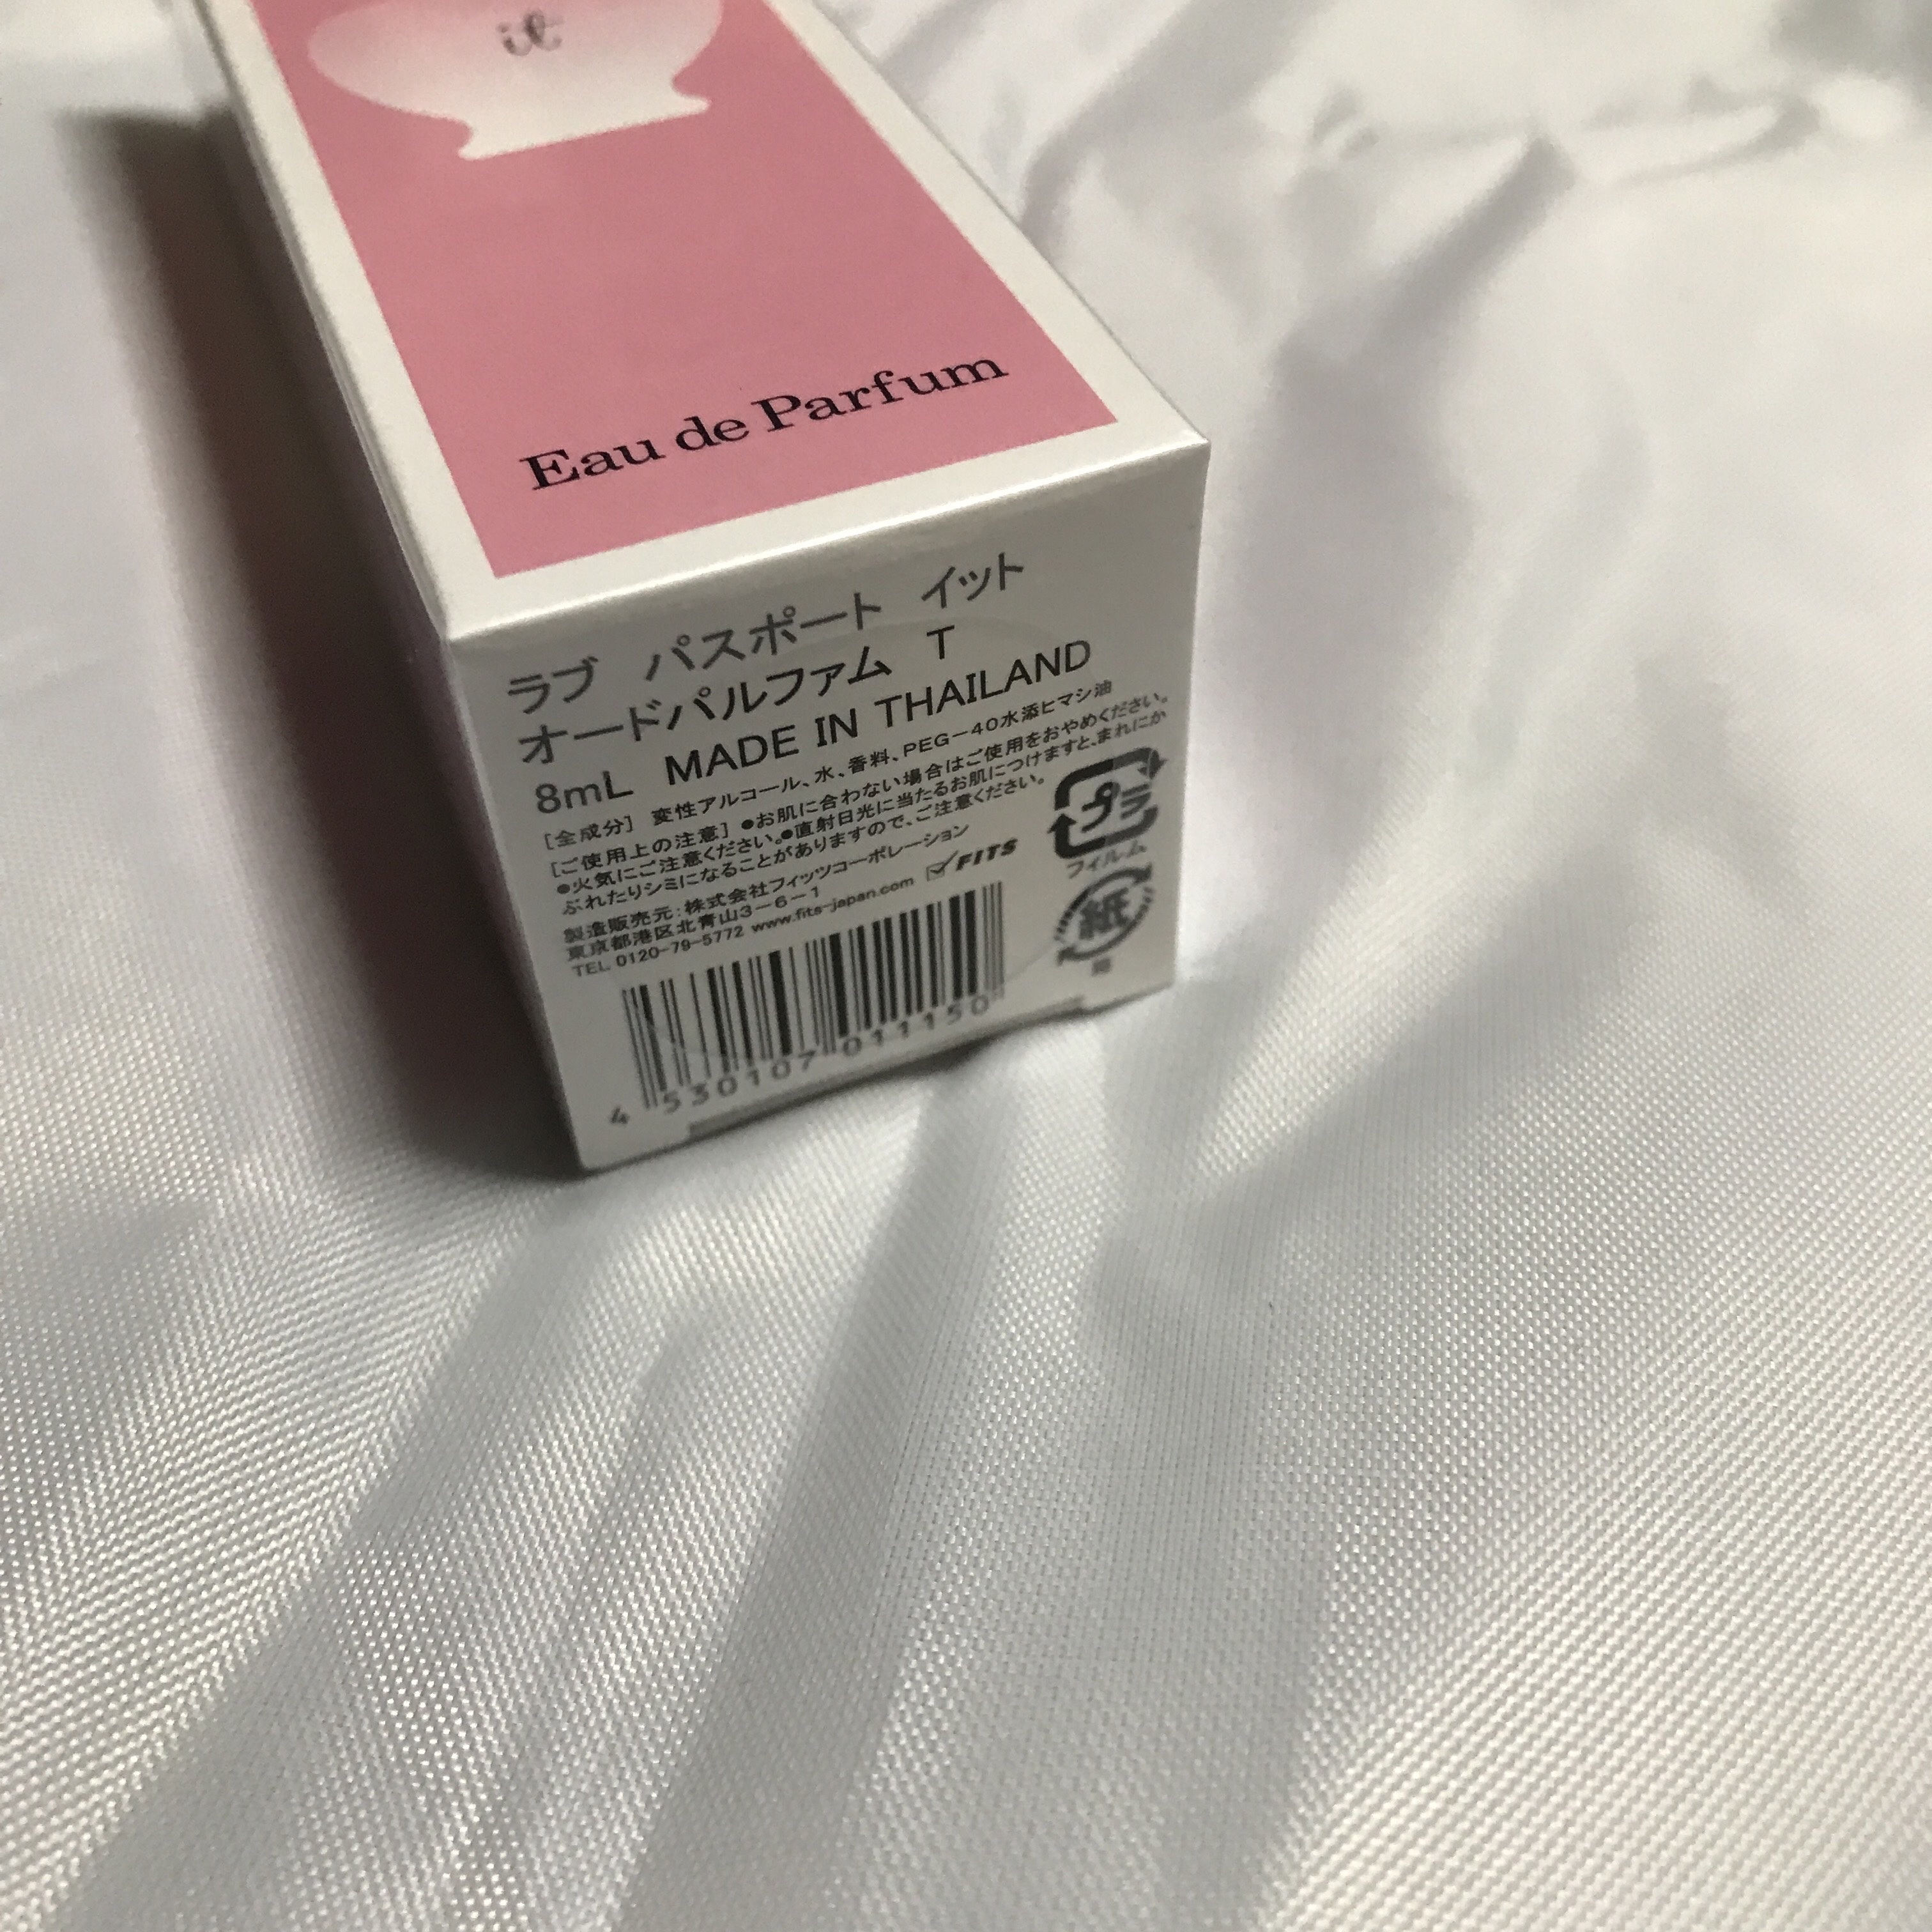 it
Eau de Parfum
ラブ　パスポート　イット
オードパルファム　T
8mL　MADE IN THAILAND
[全成分]　変性アルコール、水、香料、PEG－40水添ヒマシ油
[ご使用上の注意]　●お肌に合わない場合はご使用をおやめください。
●火気にご注意ください。●直射日光に当たるお肌につけますと、まれにか
ぶれたりシミになることがありますので、ご注意ください。
製造販売元：株式会社フィッツコーポレーション
東京都港区北青山3－6－1
TEL 0120-79-5772 www.fits-japan.com
FITS
プラ
フィルム
紙
箱
4 530107 011150